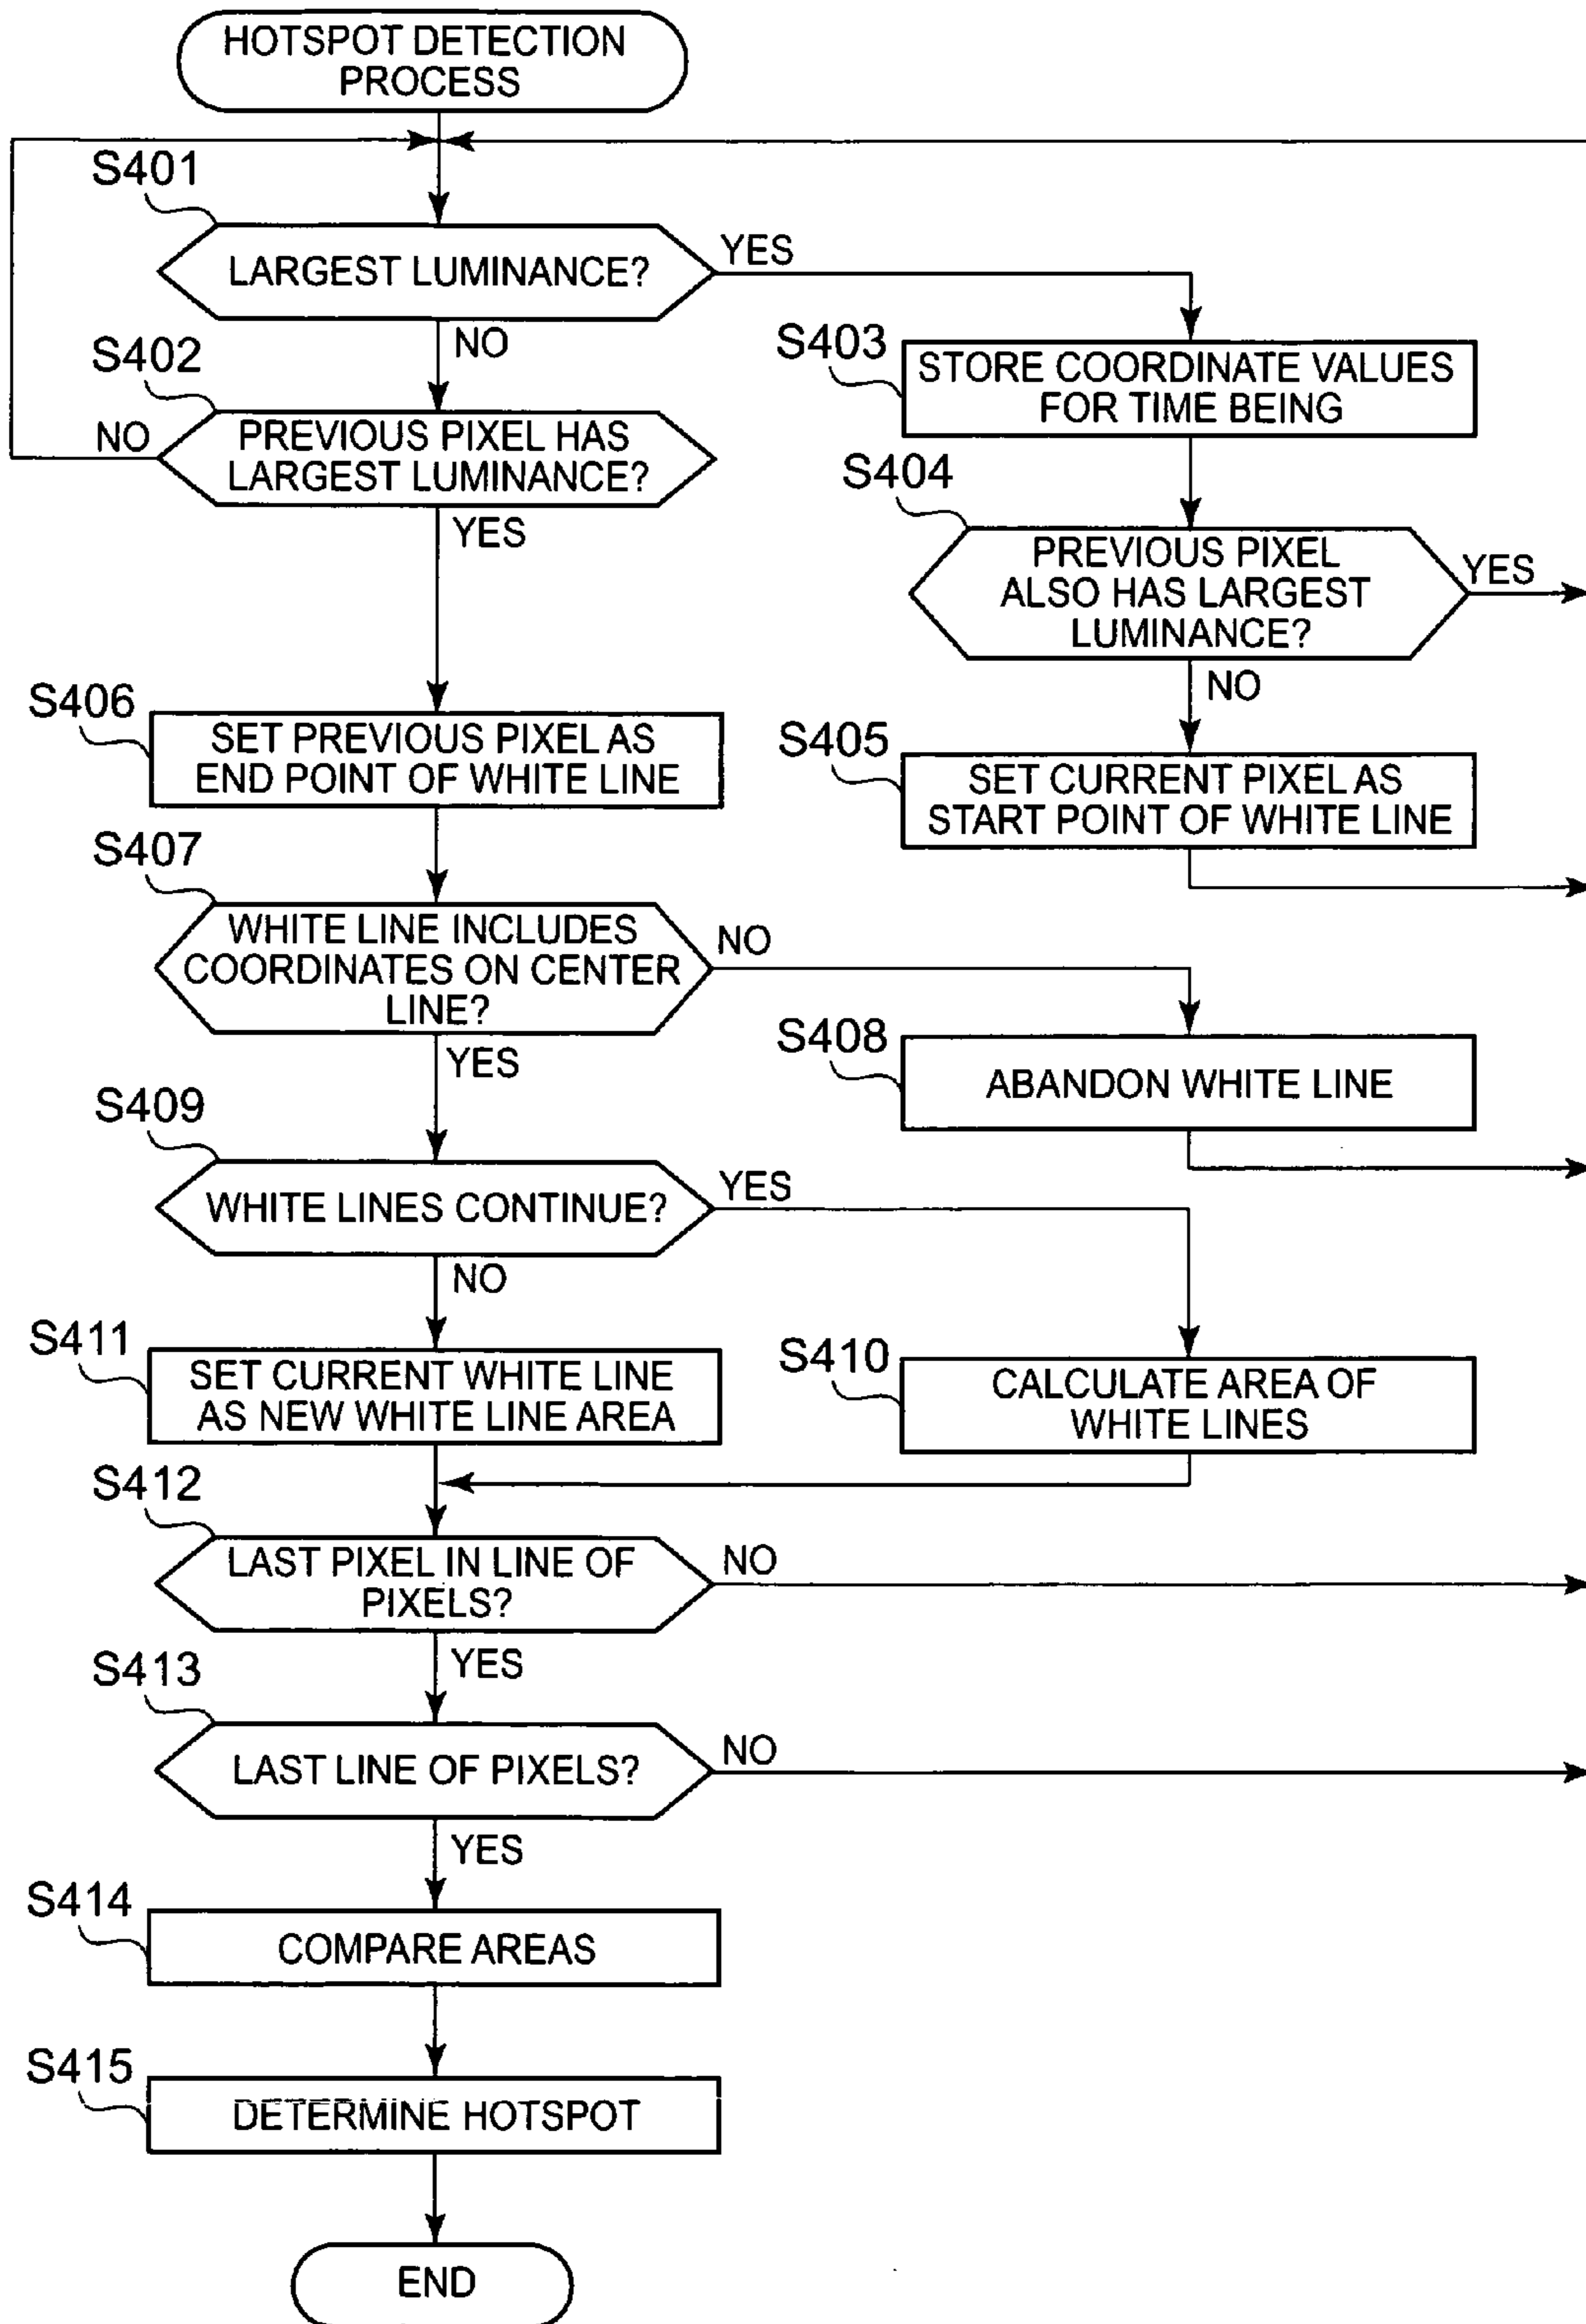 HOTSPOT DETECTION
PROCESS
S401
LARGEST LUMINANCE?
YES
NO
S402
PREVIOUS PIXEL HAS
LARGEST LUMINANCE?
NO
YES
S403
STORE COORDINATE VALUES
FOR TIME BEING
S404
PREVIOUS PIXEL
ALSO HAS LARGEST
LUMINANCE?
YES
NO
S405
SET CURRENT PIXEL AS
START POINT OF WHITE LINE
S406
SET PREVIOUS PIXEL AS
END POINT OF WHITE LINE
S407
WHITE LINE INCLUDES
COORDINATES ON CENTER
LINE?
NO
YES
S408
ABANDON WHITE LINE
S409
WHITE LINES CONTINUE?
YES
NO
S410
CALCULATE AREA OF
WHITE LINES
S411
SET CURRENT WHITE LINE
AS NEW WHITE LINE AREA
S412
LAST PIXEL IN LINE OF
PIXELS?
NO
YES
S413
LAST LINE OF PIXELS?
NO
YES
S414
COMPARE AREAS
S415
DETERMINE HOTSPOT
END